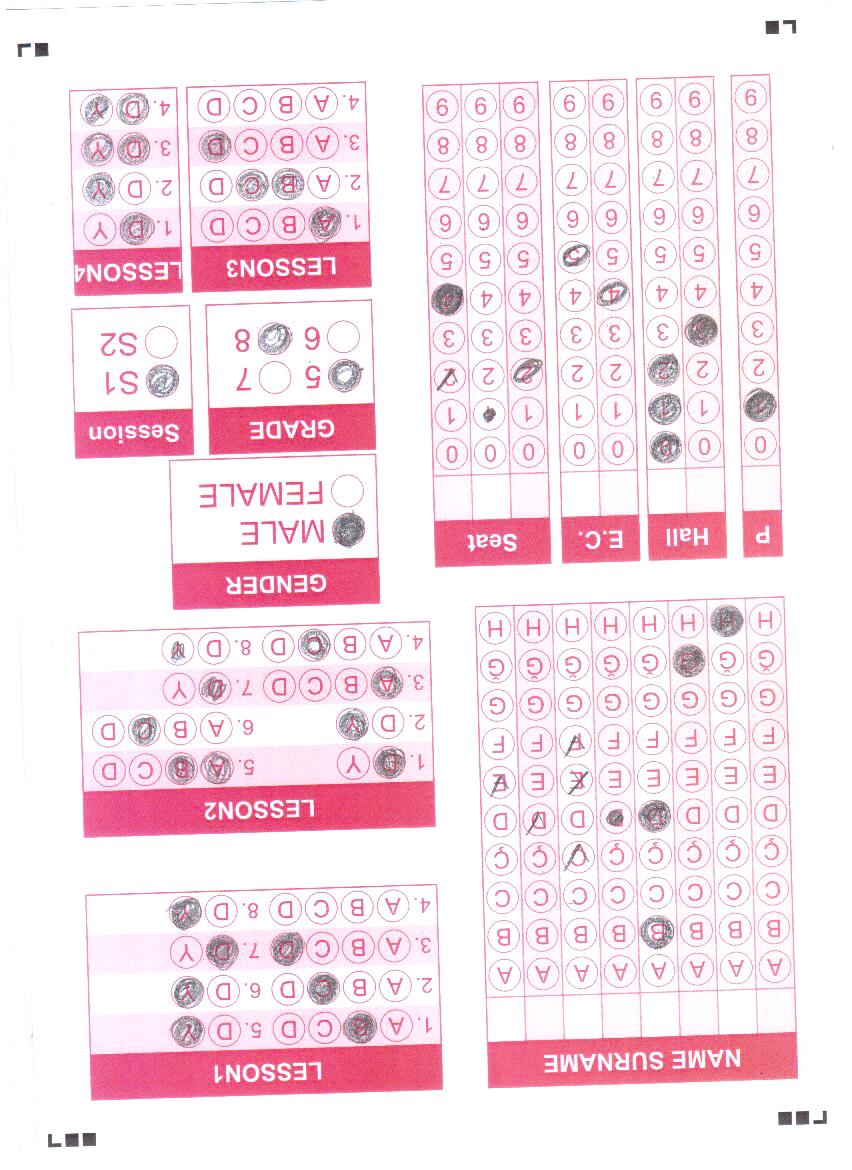 NAME SURNAME
A A A A A A A A
B B B B B B B B
C C C C C C C C
Ç Ç Ç Ç Ç Ç Ç Ç
D D D D D D D D
E E E E E E E E
F F F F F F F F
G G G G G G G G
Ğ Ğ Ğ Ğ Ğ Ğ Ğ Ğ
H H H H H H H H
P Hall E.C. Seat
0 0 0 0 0 0 0 0
1 1 1 1 1 1 1 1
2 2 2 2 2 2 2 2
3 3 3 3 3 3 3 3
4 4 4 4 4 4 4 4
5 5 5 5 5 5 5 5
6 6 6 6 6 6 6 6
7 7 7 7 7 7 7 7
8 8 8 8 8 8 8 8
9 9 9 9 9 9 9 9
LESSON1
1. A B C D 5. D Y
2. A B C D 6. D Y
3. A B C D 7. D Y
4. A B C D 8. D Y
LESSON2
1. D Y 5. A B C D
2. D Y 6. A B C D
3. A B C D 7. D Y
4. A B C D 8. D Y
GENDER
MALE
FEMALE
GRADE
5 7
6 8
Session
S1
S2
LESSON3
1. A B C D
2. A B C D
3. A B C D
4. A B C D
LESSON4
1. D Y
2. D Y
3. D Y
4. D Y